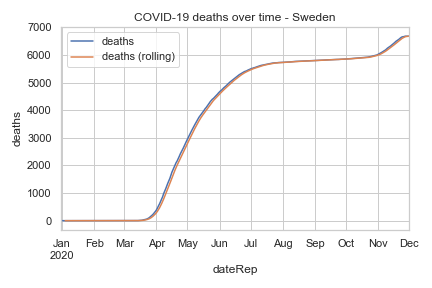 COVID-19 deaths over time - Sweden
7000
6000
5000
4000
3000
2000
1000
0
deaths
deaths
deaths (rolling)
Jan Feb Mar Apr May Jun Jul Aug Sep Oct Nov Dec
2020
dateRep